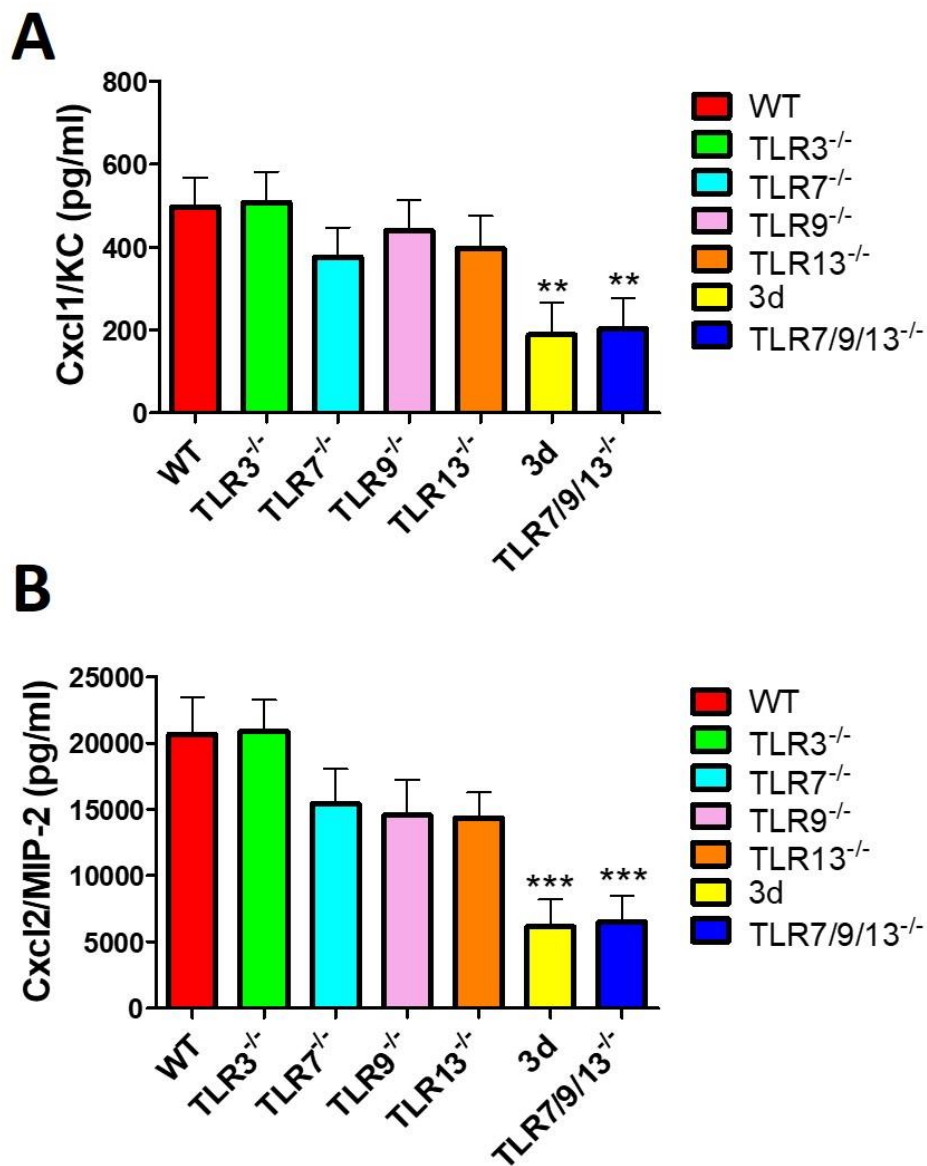 A
Cxcl1/KC (pg/ml)
800
600
400
200
0
**
**
WT
TLR3-/-
TLR7-/-
TLR9-/-
TLR13-/-
3d
TLR7/9/13-/-
WT
TLR3-/-
TLR7-/-
TLR9-/-
TLR13-/-
3d
TLR7/9/13-/-
B
Cxcl2/MIP-2 (pg/ml)
25000
20000
15000
10000
5000
0
***
***
WT
TLR3-/-
TLR7-/-
TLR9-/-
TLR13-/-
3d
TLR7/9/13-/-
WT
TLR3-/-
TLR7-/-
TLR9-/-
TLR13-/-
3d
TLR7/9/13-/-